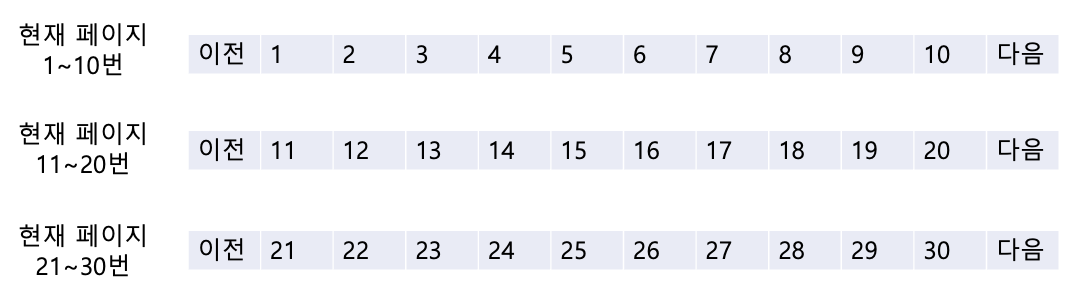 현재 페이지
1~10번
이전 1 2 3 4 5 6 7 8 9 10 다음
현재 페이지
11~20번
이전 11 12 13 14 15 16 17 18 19 20 다음
현재 페이지
21~30번
이전 21 22 23 24 25 26 27 28 29 30 다음